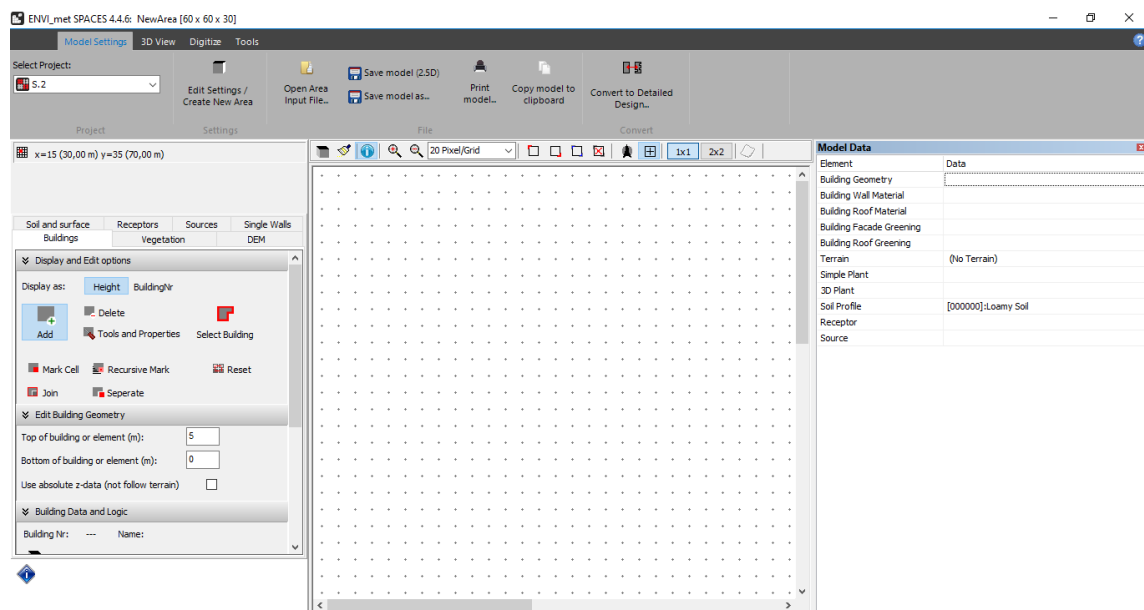 ENVI_met SPACES 4.4.6: NewArea [60 x 60 x 30]
Model Settings 3D View Digitize Tools
Select Project:
S.2
Edit Settings /
Create New Area
Open Area
Input File..
Save model (2.5D)
Save model as..
Print
model..
Copy model to
clipboard
Convert to Detailed
Design..
Project Settings File Convert
x=15 (30,00 m) y=35 (70,00 m)
20 Pixel/Grid
1x1 2x2
Soil and surface Receptors Sources Single Walls
Buildings Vegetation DEM
Display and Edit options
Display as: Height BuildingNr
Add
Delete
Tools and Properties
Select Building
Mark Cell Recursive Mark Reset
Join Seperate
Edit Building Geometry
Top of building or element (m): 5
Bottom of building or element (m): 0
Use absolute z-data (not follow terrain)
Building Data and Logic
Building Nr: --- Name:
Model Data
Element Data
Building Geometry
Building Wall Material
Building Roof Material
Building Facade Greening
Building Roof Greening
Terrain (No Terrain)
Simple Plant
3D Plant
Soil Profile [000000]:Loamy Soil
Receptor
Source